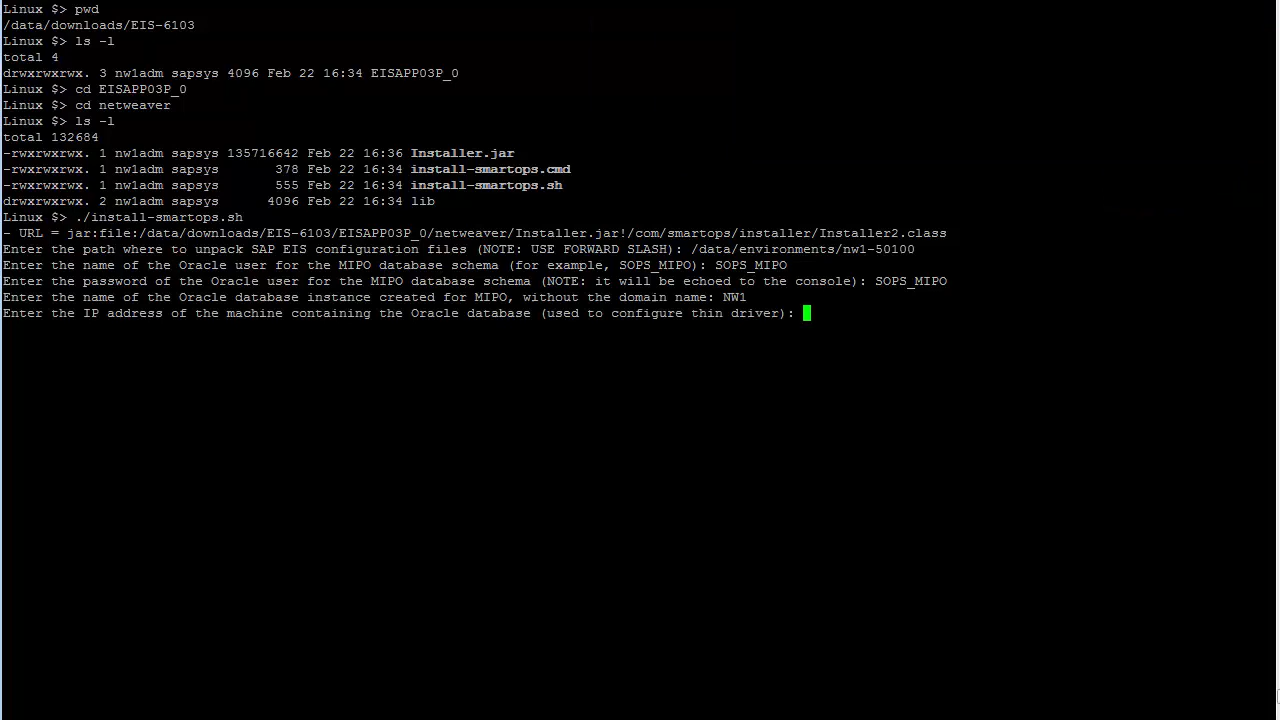 Linux $> pwd
/data/downloads/EIS-6103
Linux $> ls -l
total 4
drwxrwxrwx. 3 nw1adm sapsys 4096 Feb 22 16:34 EISAPP03P_0
Linux $> cd EISAPP03P_0
Linux $> cd netweaver
Linux $> ls -l
total 132684
-rwxrwxrwx. 1 nw1adm sapsys 135716642 Feb 22 16:36 Installer.jar
-rwxrwxrwx. 1 nw1adm sapsys       378 Feb 22 16:34 install-smartops.cmd
-rwxrwxrwx. 1 nw1adm sapsys       555 Feb 22 16:34 install-smartops.sh
drwxrwxrwx. 2 nw1adm sapsys      4096 Feb 22 16:34 lib
Linux $> ./install-smartops.sh
- URL = jar:file:/data/downloads/EIS-6103/EISAPP03P_0/netweaver/Installer.jar!/com/smartops/installer/Installer2.class
Enter the path where to unpack SAP EIS configuration files (NOTE: USE FORWARD SLASH): /data/environments/nw1-50100
Enter the name of the Oracle user for the MIPO database schema (for example, SOPS_MIPO): SOPS_MIPO
Enter the password of the Oracle user for the MIPO database schema (NOTE: it will be echoed to the console): SOPS_MIPO
Enter the name of the Oracle database instance created for MIPO, without the domain name: NW1
Enter the IP address of the machine containing the Oracle database (used to configure thin driver):